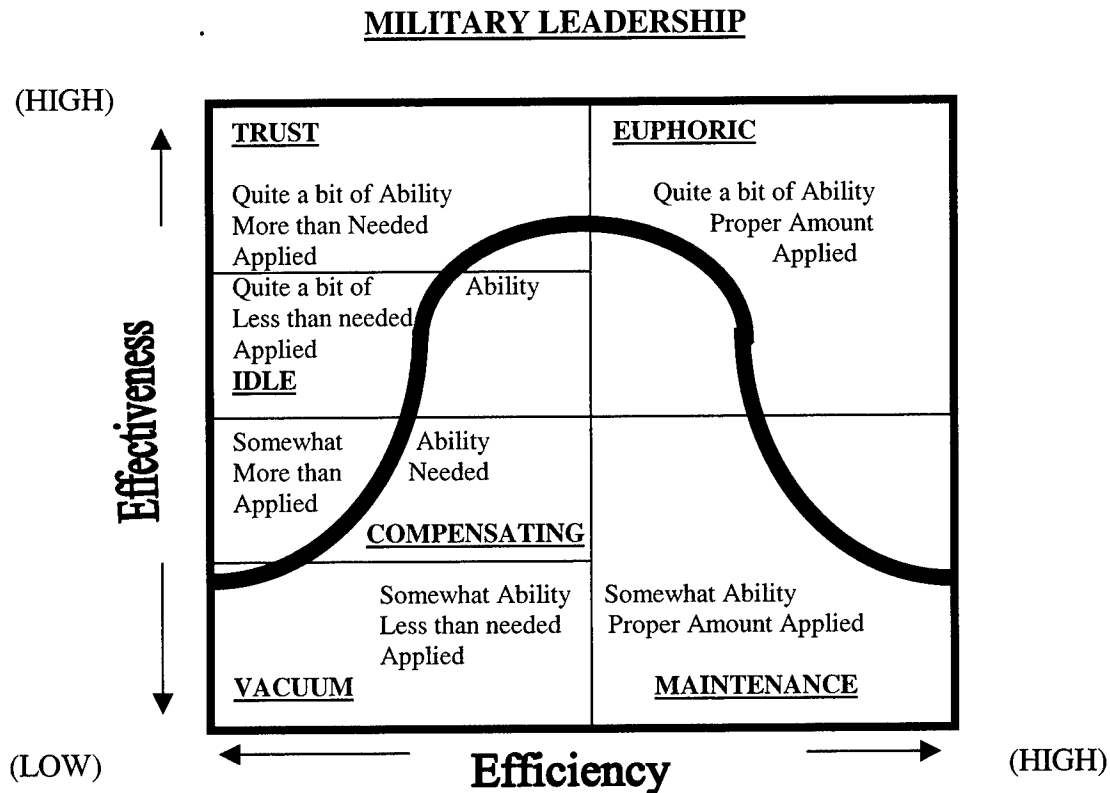 MILITARY LEADERSHIP
(HIGH)
TRUST
Quite a bit of Ability
More than Needed
Applied
EUPHORIC
Quite a bit of Ability
Proper Amount
Applied
Quite a bit of Ability
Less than needed
Applied
IDLE
Effectiveness
Somewhat Ability
More than Needed
Applied
COMPENSATING
Somewhat Ability
Less than needed
Applied
VACUUM
Somewhat Ability
Proper Amount Applied
MAINTENANCE
(LOW)
Efficiency
(HIGH)